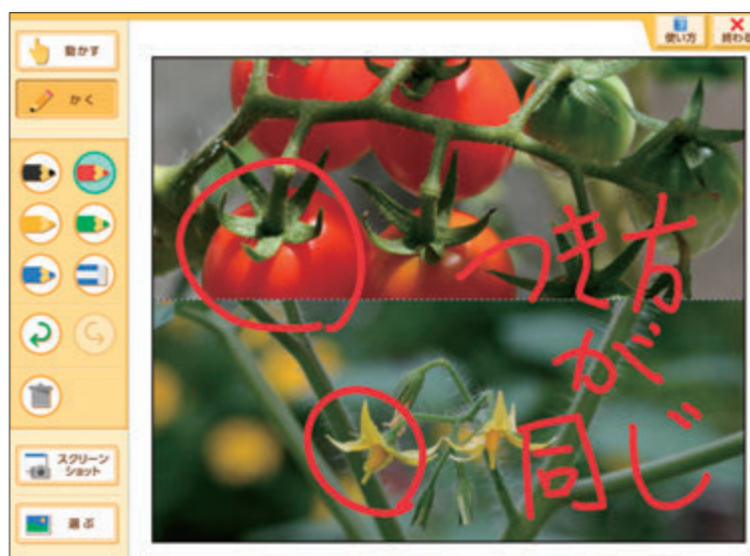 使い方
終わる
動かす
かく
つき方
が
同じ
スクリーン
ショット
選ぶ